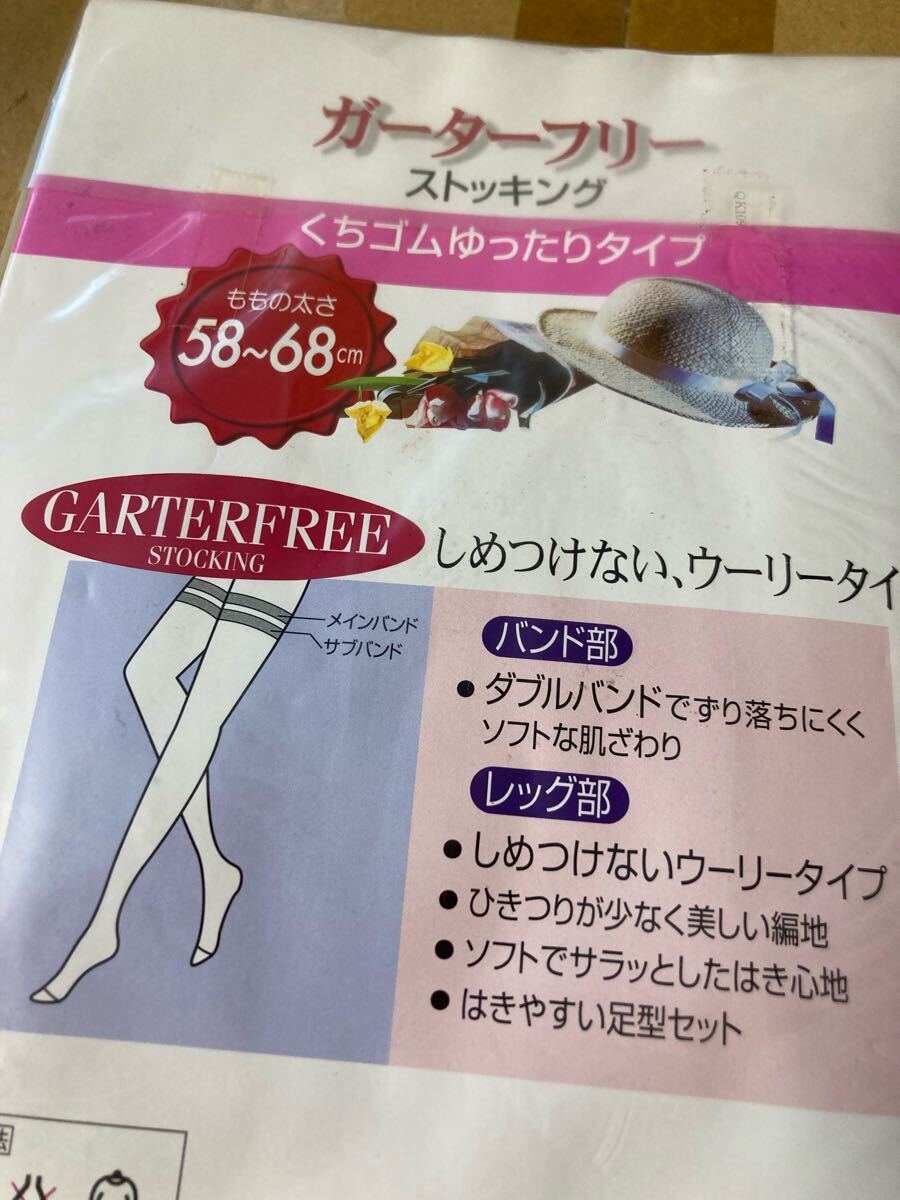 ガーターフリー
ストッキング
くちゴムゆったりタイプ
ももの太さ
58~68cm
GARTERFREE
STOCKING
しめつけない、ウーリータイ
メインバンド
サブバンド
バンド部
● ダブルバンドでずり落ちにくく
ソフトな肌ざわり
レッグ部
● しめつけないウーリータイプ
● ひきつりが少なく美しい編地
● ソフトでサラッとしたはき心地
● はきやすい足型セット
法